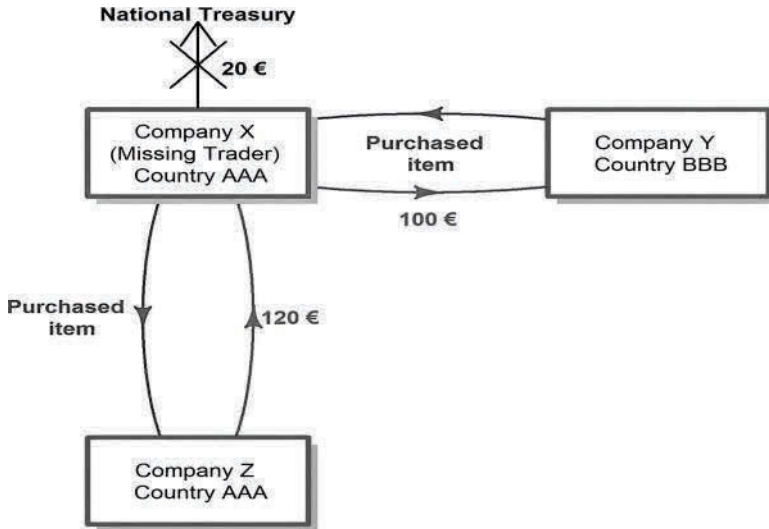 National Treasury
20 €
Company X
(Missing Trader)
Country AAA
Purchased
item
Company Y
Country BBB
100 €
Purchased
item
120 €
Company Z
Country AAA